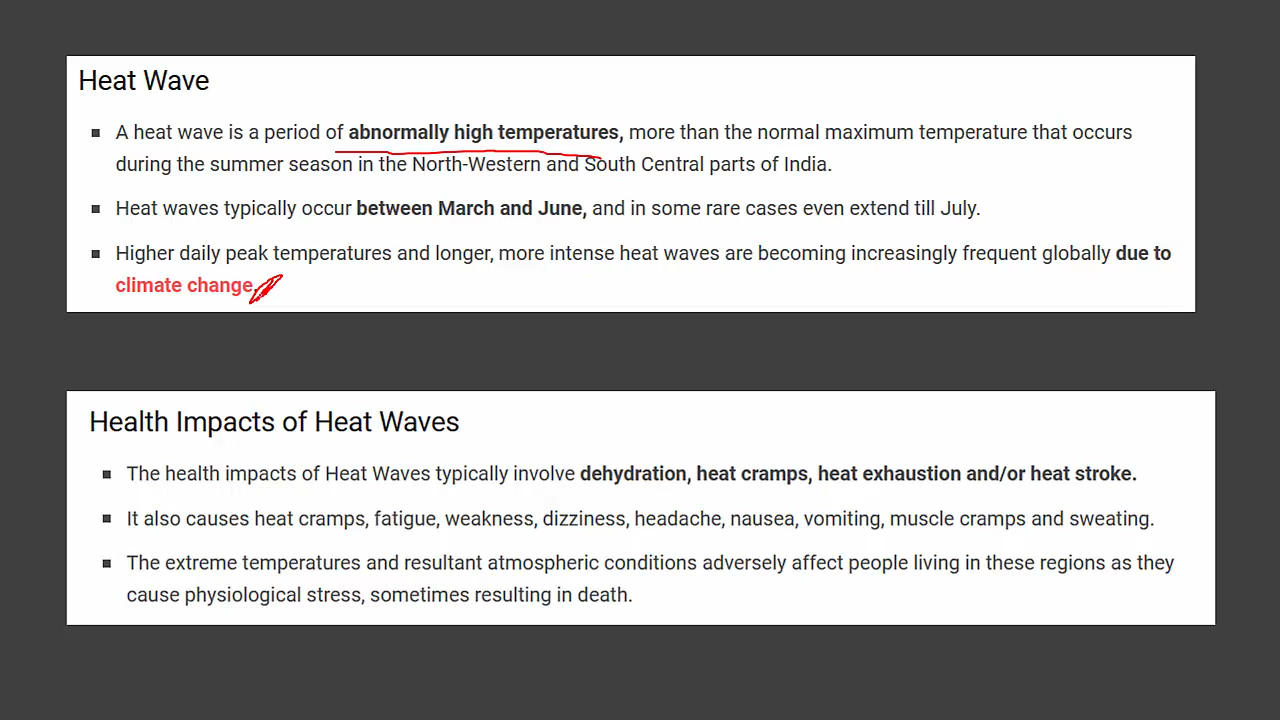 Heat Wave
A heat wave is a period of abnormally high temperatures, more than the normal maximum temperature that occurs
during the summer season in the North-Western and South Central parts of India.
Heat waves typically occur between March and June, and in some rare cases even extend till July.
Higher daily peak temperatures and longer, more intense heat waves are becoming increasingly frequent globally due to
climate change.
Health Impacts of Heat Waves
The health impacts of Heat Waves typically involve dehydration, heat cramps, heat exhaustion and/or heat stroke.
It also causes heat cramps, fatigue, weakness, dizziness, headache, nausea, vomiting, muscle cramps and sweating.
The extreme temperatures and resultant atmospheric conditions adversely affect people living in these regions as they
cause physiological stress, sometimes resulting in death.